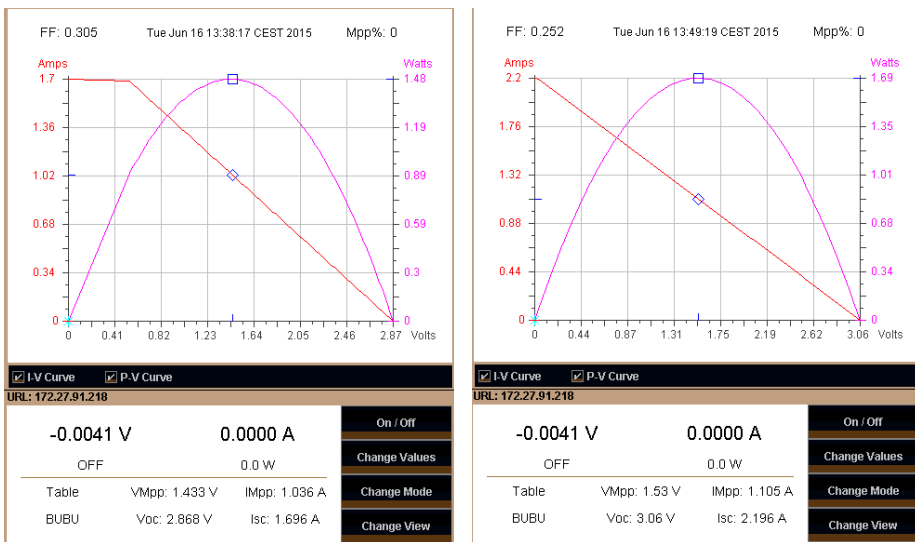 FF: 0.305 Tue Jun 16 13:38:17 CEST 2015 Mpp%: 0
Amps Watts
1.7 1.48
1.36 1.19
1.02 0.89
0.68 0.59
0.34 0.3
0 0
0 0.41 0.82 1.23 1.64 2.05 2.46 2.87 Volts
I-V Curve P-V Curve
URL: 172.27.91.218
-0.0041 V 0.0000 A
OFF 0.0 W
Table VMpp: 1.433 V IMpp: 1.036 A
BUBU Voc: 2.868 V Isc: 1.696 A
On / Off
Change Values
Change Mode
Change View
FF: 0.252 Tue Jun 16 13:49:19 CEST 2015 Mpp%: 0
Amps Watts
2.2 1.69
1.76 1.35
1.32 1.01
0.88 0.68
0.44 0.34
0 0
0 0.44 0.87 1.31 1.75 2.19 2.62 3.06 Volts
I-V Curve P-V Curve
URL: 172.27.91.218
-0.0041 V 0.0000 A
OFF 0.0 W
Table VMpp: 1.53 V IMpp: 1.105 A
BUBU Voc: 3.06 V Isc: 2.196 A
On / Off
Change Values
Change Mode
Change View